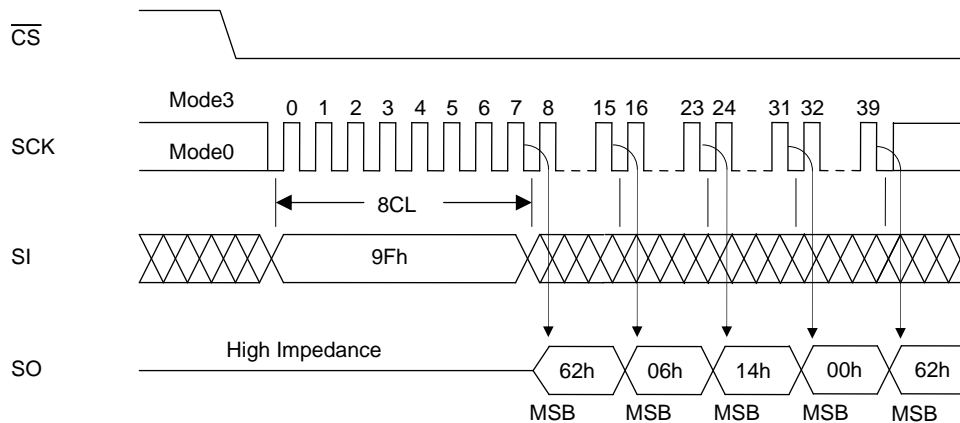 CS
Mode3
0 1 2 3 4 5 6 7 8 15 16 23 24 31 32 39
SCK
Mode0
8CL
SI
9Fh
High Impedance
SO
62h 06h 14h 00h 62h
MSB MSB MSB MSB MSB